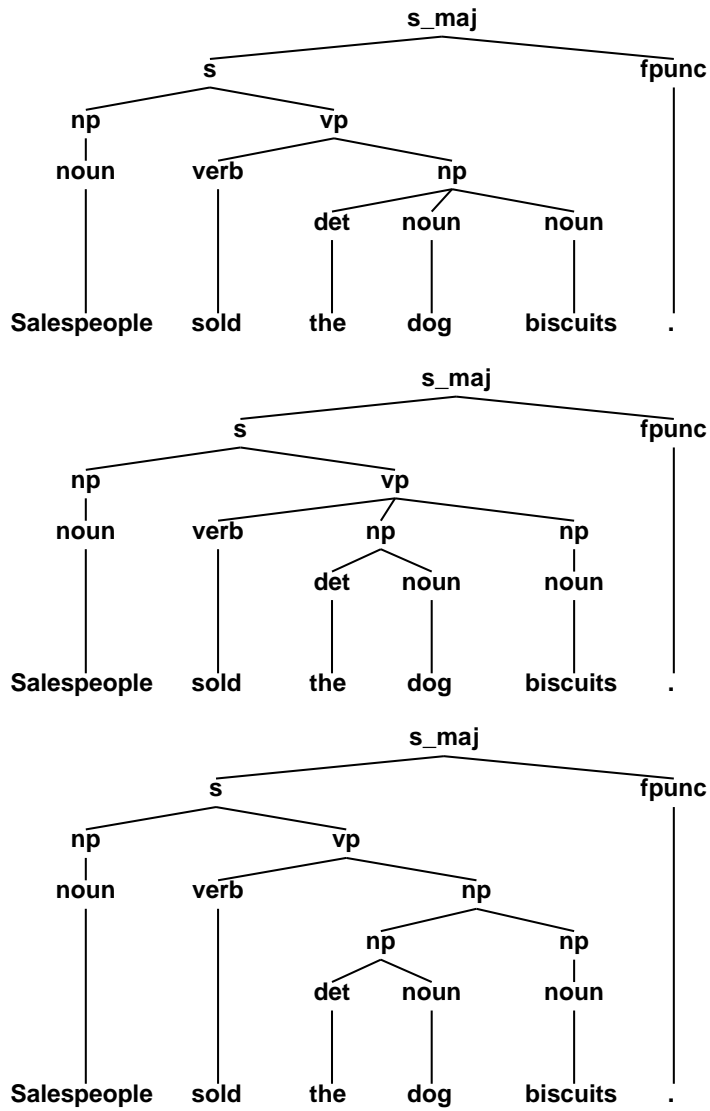 s_maj
s fpunc
np vp
noun verb np
det noun noun
Salespeople sold the dog biscuits .
s_maj
s fpunc
np vp
noun verb np np
det noun noun
Salespeople sold the dog biscuits .
s_maj
s fpunc
np vp
noun verb np
np np
det noun noun
Salespeople sold the dog biscuits .